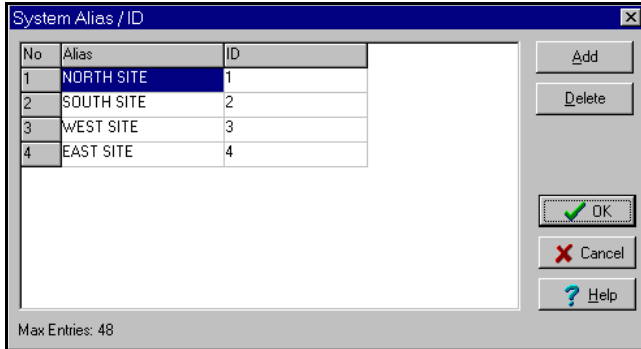 System Alias / ID
No Alias ID
1 NORTH SITE 1
2 SOUTH SITE 2
3 WEST SITE 3
4 EAST SITE 4
Add
Delete
OK
Cancel
Help
Max Entries: 48